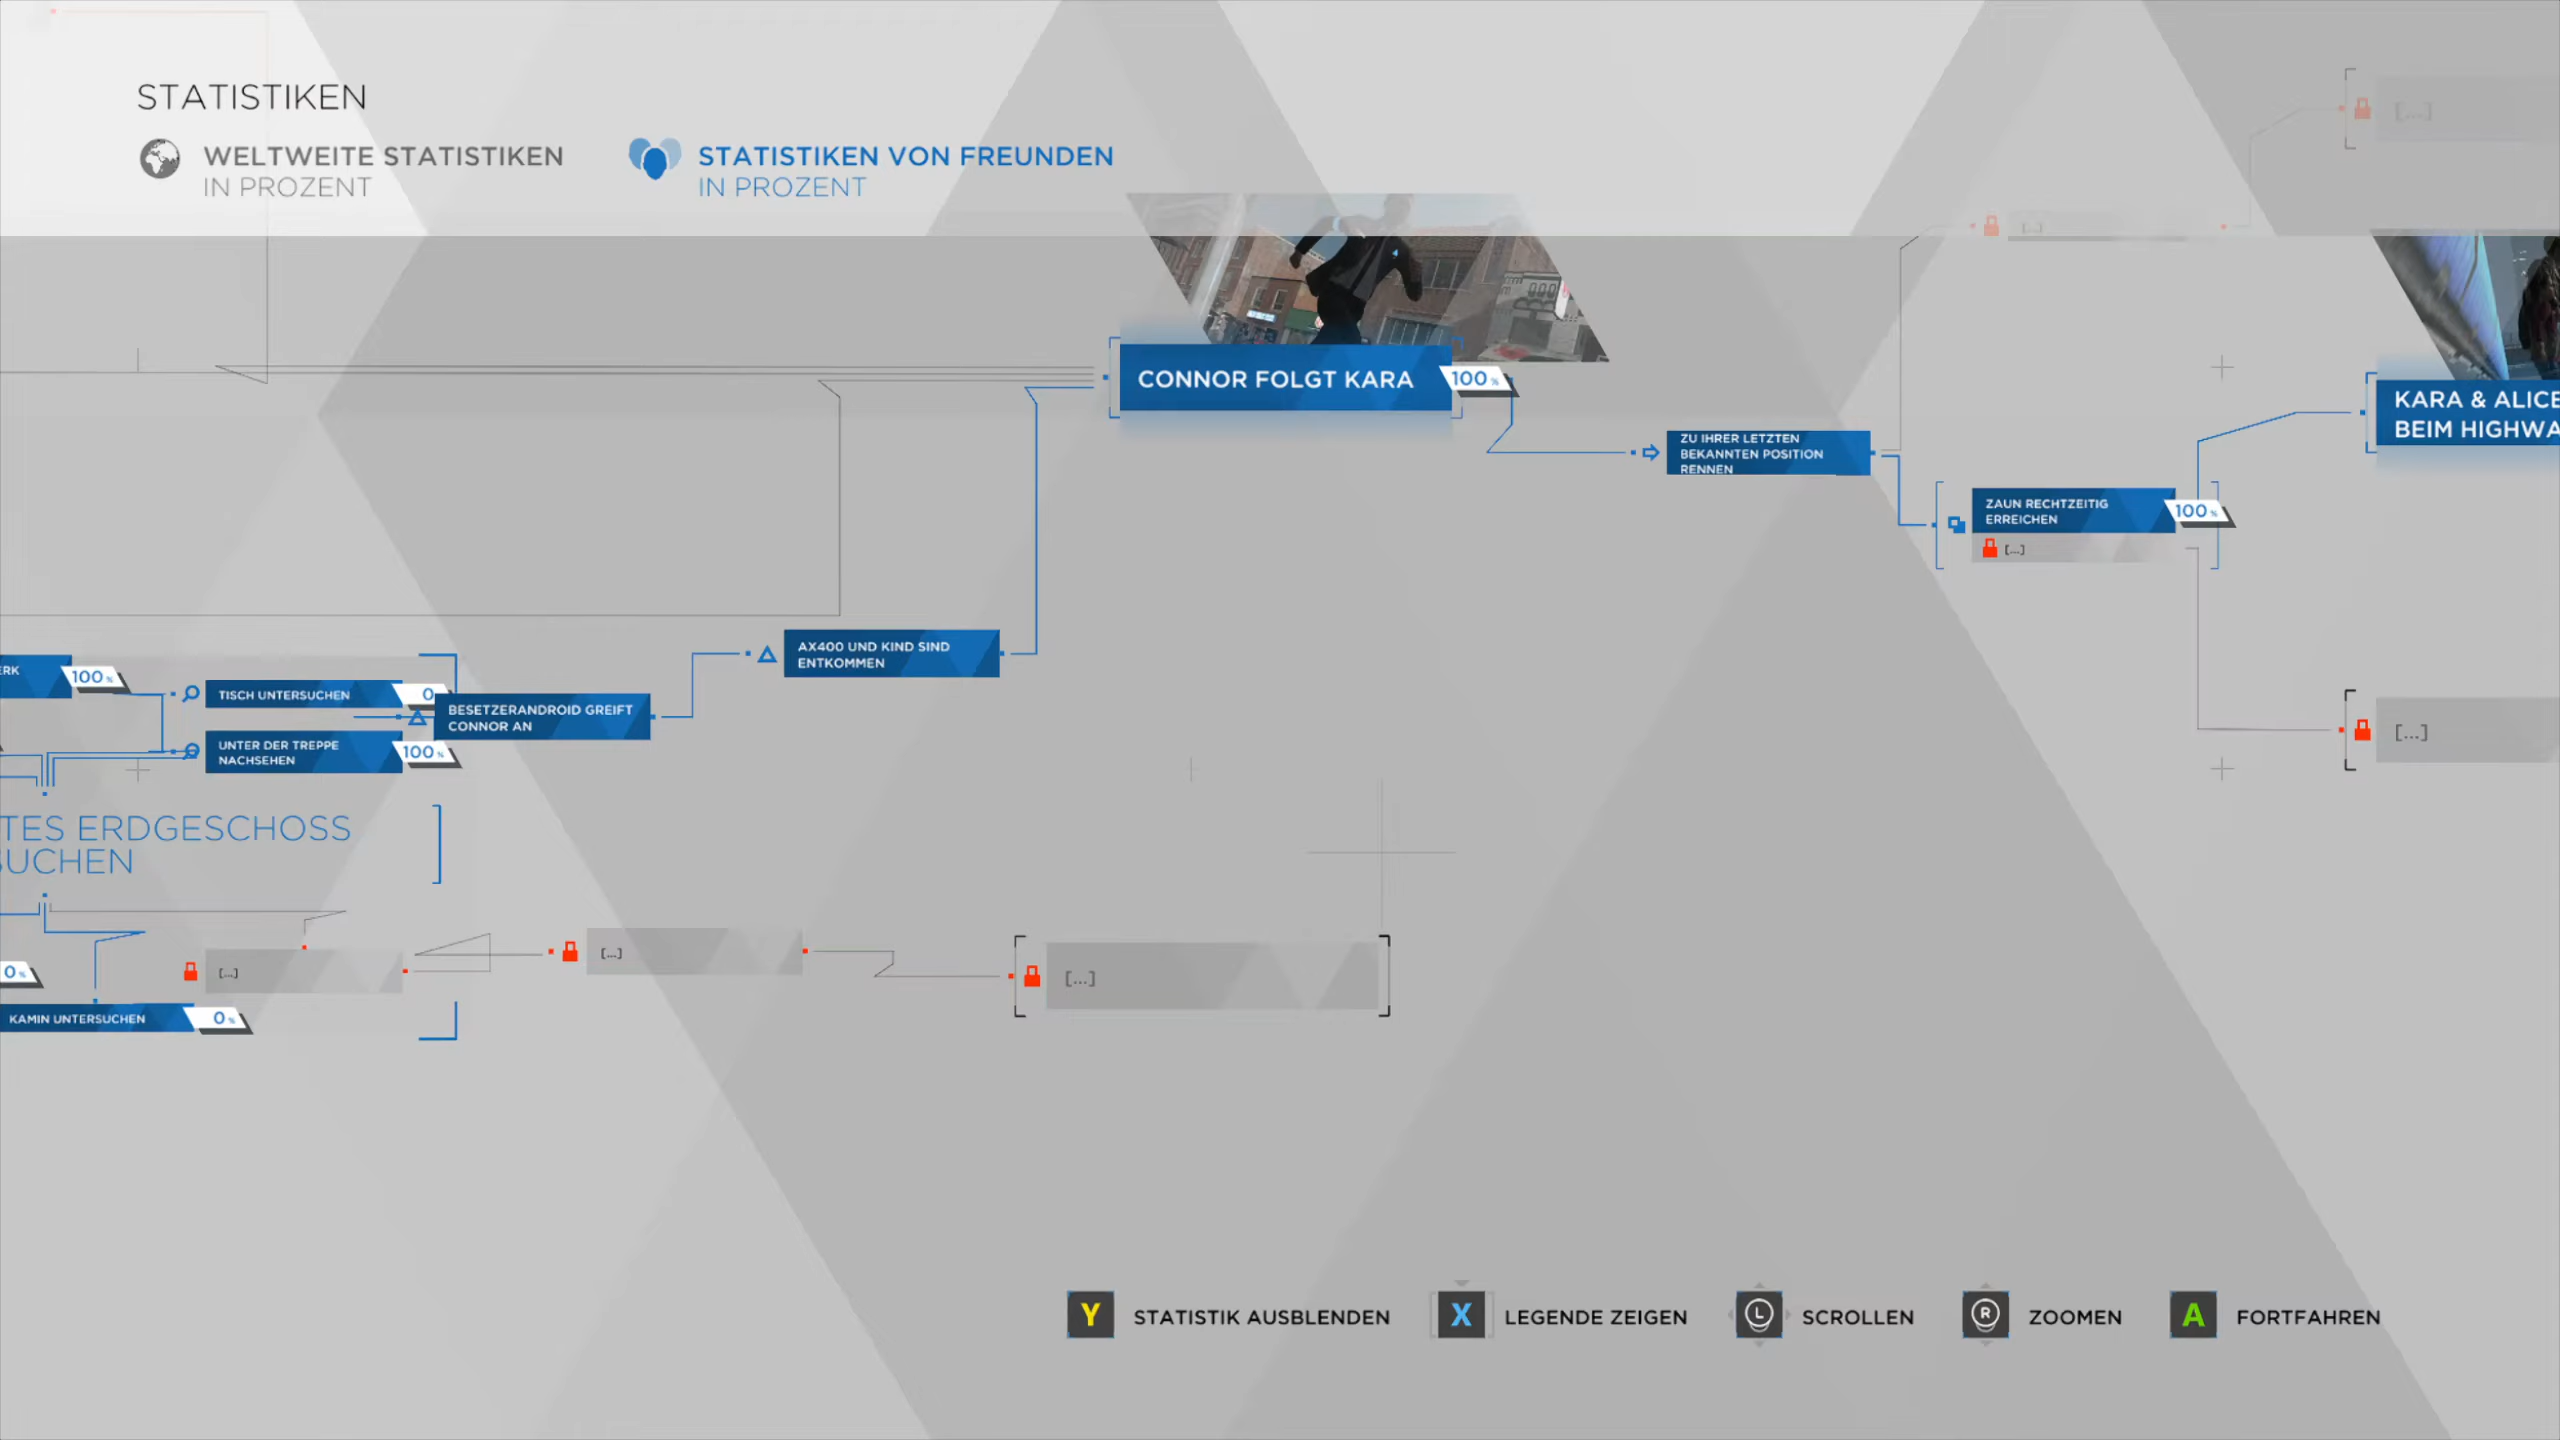 STATISTIKEN
WELTWEITE STATISTIKEN
IN PROZENT
STATISTIKEN VON FREUNDEN
IN PROZENT
[...]
[...]
CONNOR FOLGT KARA
100 %
KARA & ALICE
BEIM HIGHWA
ZU IHRER LETZTEN
BEKANNTEN POSITION
RENNEN
ZAUN RECHTZEITIG
ERREICHEN
100 %
[...]
AX400 UND KIND SIND
ENTKOMMEN
ERK
100 %
TISCH UNTERSUCHEN
0
BESETZERANDROID GREIFT
CONNOR AN
UNTER DER TREPPE
NACHSEHEN
100 %
[...]
TES ERDGESCHOSS
SUCHEN
0 %
[...]
[...]
[...]
KAMIN UNTERSUCHEN
0 %
Y STATISTIK AUSBLENDEN
X LEGENDE ZEIGEN
L SCROLLEN
R ZOOMEN
A FORTFAHREN